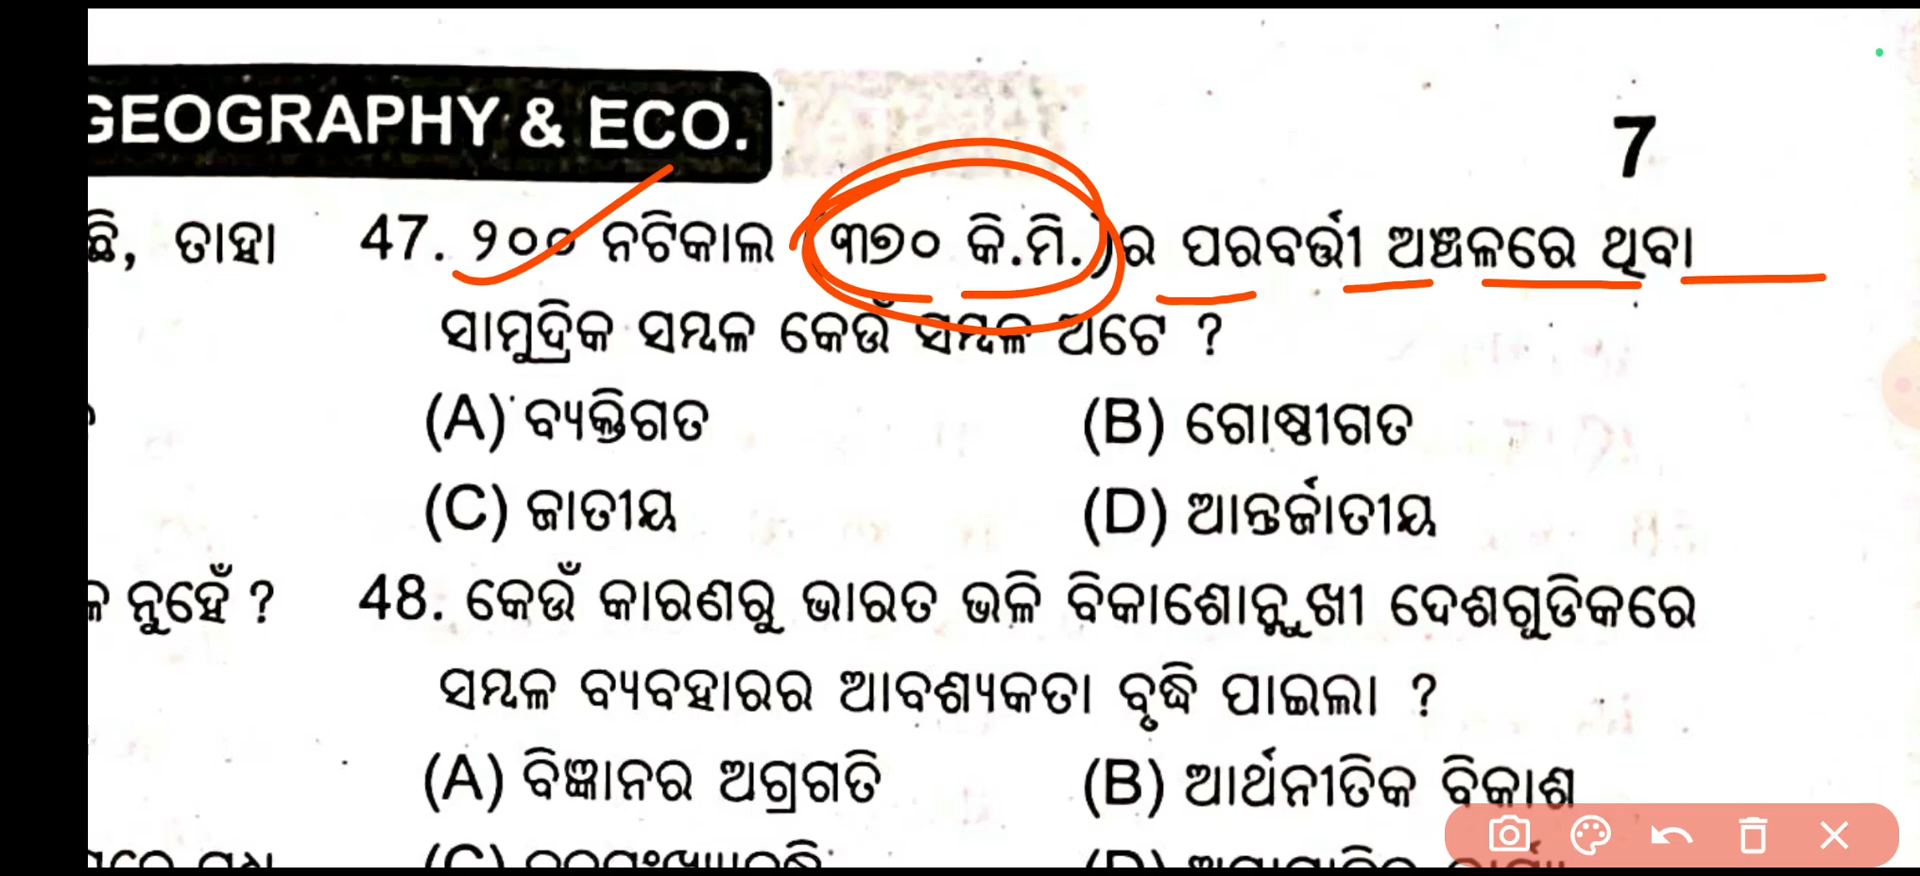 GEOGRAPHY & ECO.
7
ଛି, ତାହା
47. ୨୦୦ ନଟିକାଲ (୩୭୦ କି.ମି.)ର ପରବର୍ତ୍ତୀ ଅଞ୍ଚଳରେ ଥିବା
ସାମୁଦ୍ରିକ ସମ୍ବଳ କେଉଁ ସମ୍ବଳ ଅଟେ ?
(A) ବ୍ୟକ୍ତିଗତ (B) ଗୋଷ୍ଠୀଗତ
(C) ଜାତୀୟ (D) ଆନ୍ତର୍ଜାତୀୟ
ନୁହେଁ ?
48. କେଉଁ କାରଣରୁ ଭାରତ ଭଳି ବିକାଶୋନ୍ମୁଖୀ ଦେଶଗୁଡିକରେ
ସମ୍ବଳ ବ୍ୟବହାରର ଆବଶ୍ୟକତା ବୃଦ୍ଧି ପାଇଲା ?
(A) ବିଜ୍ଞାନର ଅଗ୍ରଗତି (B) ଆର୍ଥନୀତିକ ବିକାଶ
(C) (D)